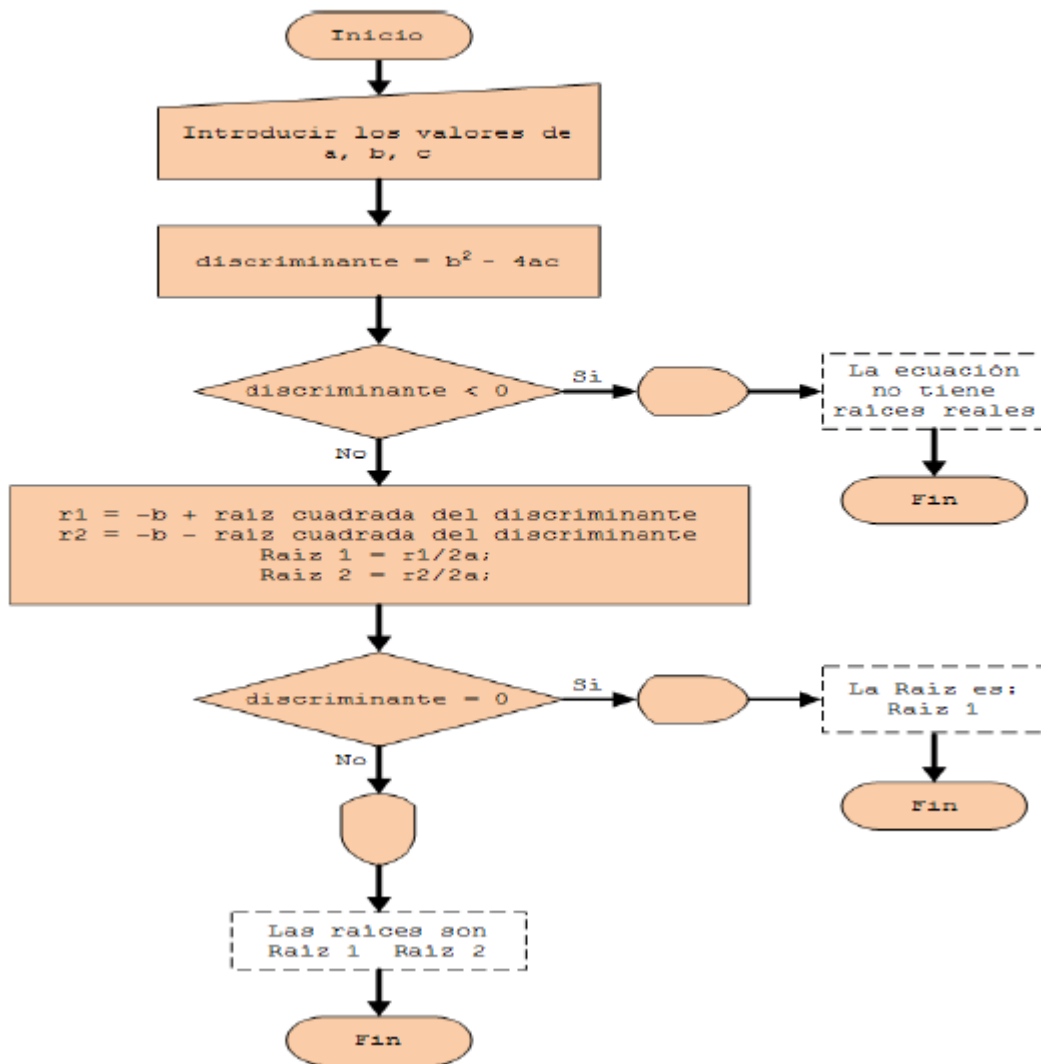 Inicio
Introducir los valores de
a, b, c
discriminante = b² - 4ac
discriminante < 0
Si
La ecuación
no tiene
raices reales
No
Fin
r1 = -b + raiz cuadrada del discriminante
r2 = -b - raiz cuadrada del discriminante
Raiz 1 = r1/2a;
Raiz 2 = r2/2a;
discriminante = 0
Si
La Raiz es:
Raiz 1
No
Fin
Las raices son
Raiz 1 Raiz 2
Fin